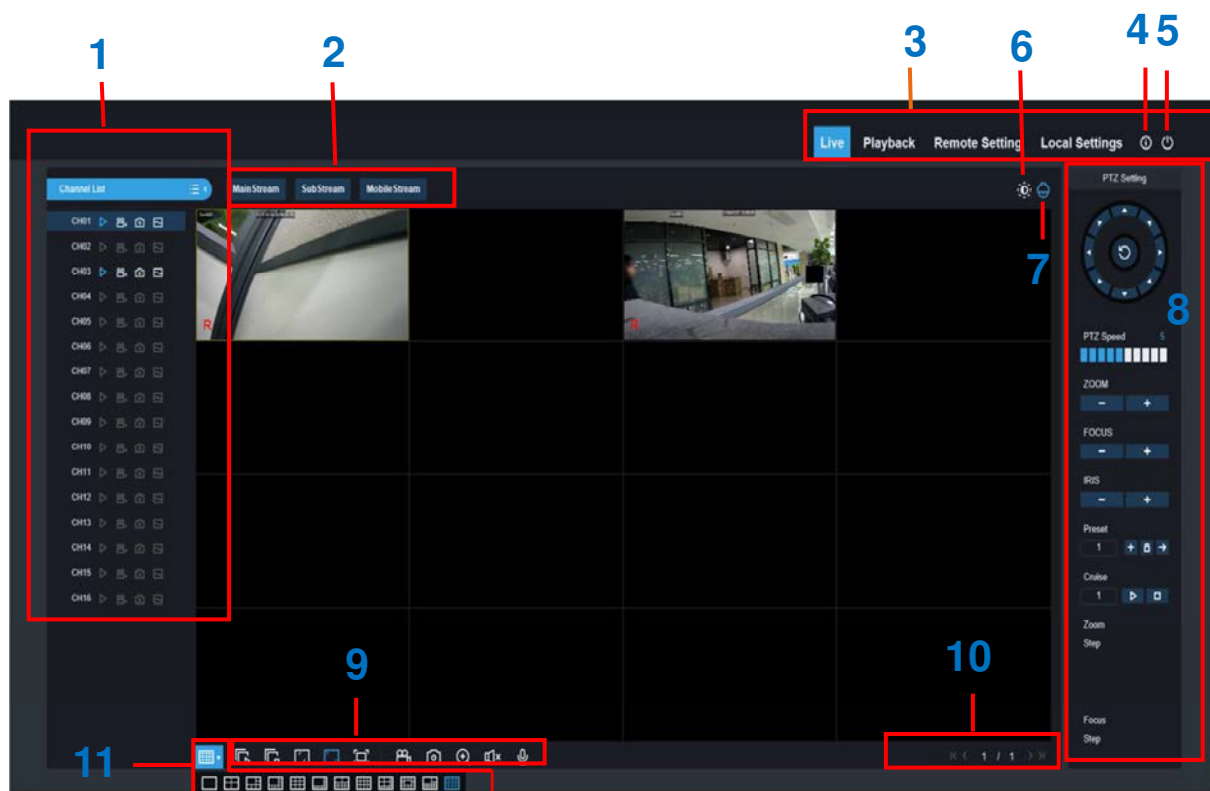 1
2
3
4
5
6
Live Playback Remote Setting Local Settings
Channel List
Main Stream Sub Stream Mobile Stream
PTZ Setting
7
8
CH01
CH02
CH03
CH04
CH05
CH06
CH07
CH08
CH09
CH10
CH11
CH12
CH13
CH14
CH15
CH16
R
R
PTZ Speed 5
ZOOM
- +
FOCUS
- +
IRIS
- +
Preset
1
Cruise
1
Zoom
Step
Focus
Step
9
10
1 / 1
11